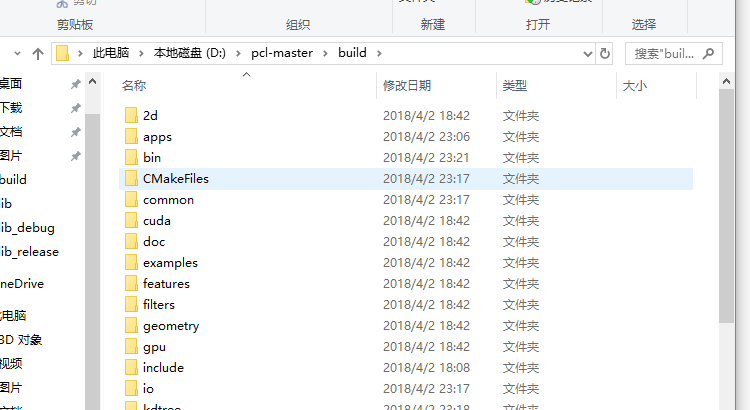 剪切
剪贴板 组织 新建 打开 选择
此电脑 本地磁盘 (D:) pcl-master build 搜索"buil...
名称 修改日期 类型 大小
桌面
下载
文档
图片
build
lib
lib_debug
lib_release
neDrive
此电脑
3D 对象
视频
图片
2d 2018/4/2 18:42 文件夹
apps 2018/4/2 23:06 文件夹
bin 2018/4/2 23:21 文件夹
CMakeFiles 2018/4/2 23:17 文件夹
common 2018/4/2 23:17 文件夹
cuda 2018/4/2 18:42 文件夹
doc 2018/4/2 18:42 文件夹
examples 2018/4/2 18:42 文件夹
features 2018/4/2 18:42 文件夹
filters 2018/4/2 18:42 文件夹
geometry 2018/4/2 18:42 文件夹
gpu 2018/4/2 18:42 文件夹
include 2018/4/2 18:08 文件夹
io 2018/4/2 23:17 文件夹
kdtree 2018/4/2 23:18 文件夹